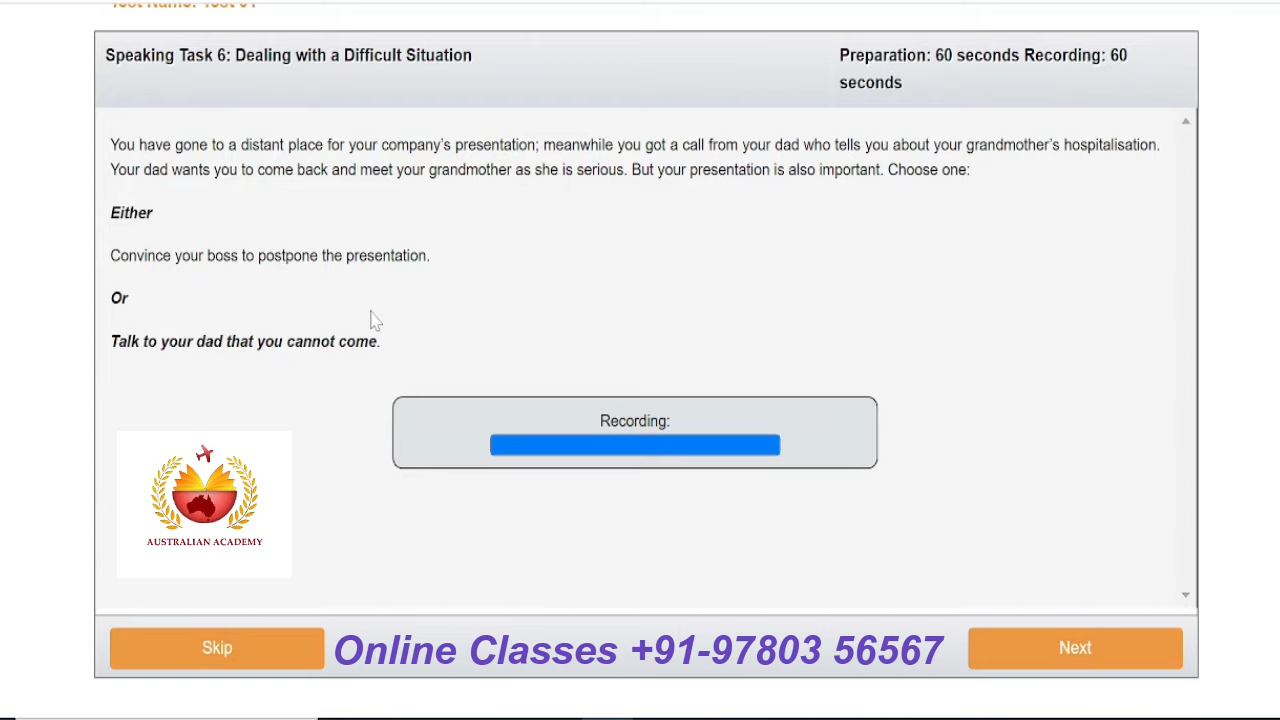 Speaking Task 6: Dealing with a Difficult Situation
Preparation: 60 seconds Recording: 60
seconds
You have gone to a distant place for your company's presentation; meanwhile you got a call from your dad who tells you about your grandmother's hospitalisation.
Your dad wants you to come back and meet your grandmother as she is serious. But your presentation is also important. Choose one:
Either
Convince your boss to postpone the presentation.
Or
Talk to your dad that you cannot come.
Recording:
AUSTRALIAN ACADEMY
Skip
Online Classes +91-97803 56567
Next